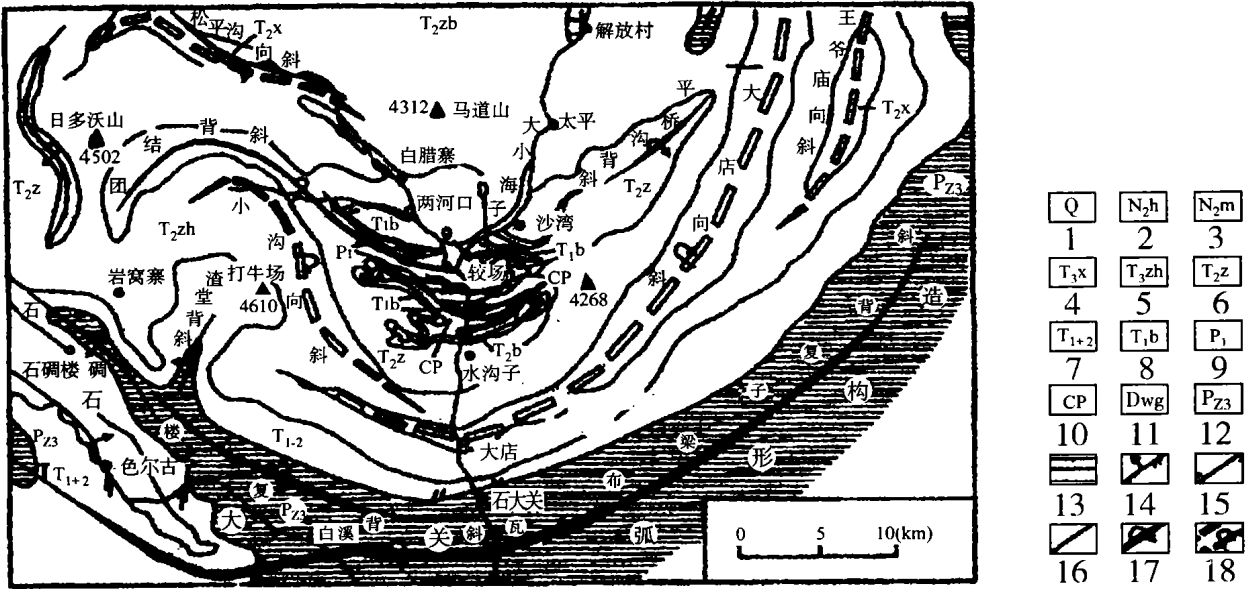 松平沟向斜
T₂x
T₂zb
解放村
王爷庙向斜
T₂x
日多沃山
4502
团结背斜
4312 马道山
大小海子
太平
平桥沟背斜
大店向斜
白腊寨
T₂z
T₂z
P_Z3
T₂zh
小沟向斜
两河口
T₁b
沙湾
P₁
T₁b
较场
CP
4268
岩窝寨
渣堂背斜
打牛场
4610
T₁b
T₂z
CP
T₂b
水沟子
石碉楼
石碉楼复背斜
石
T₁₋₂
大店
P_Z3
T₁₊₂
色尔古
P_Z3
白溪
石大关
瓦布梁子复背斜
大关弧形构造
0 5 10(km)
Q N₂h N₂m
1 2 3
T₃x T₃zh T₂z
4 5 6
T₁₊₂ T₁b P₁
7 8 9
CP Dwg P_Z3
10 11 12
13 14 15
16 17 18